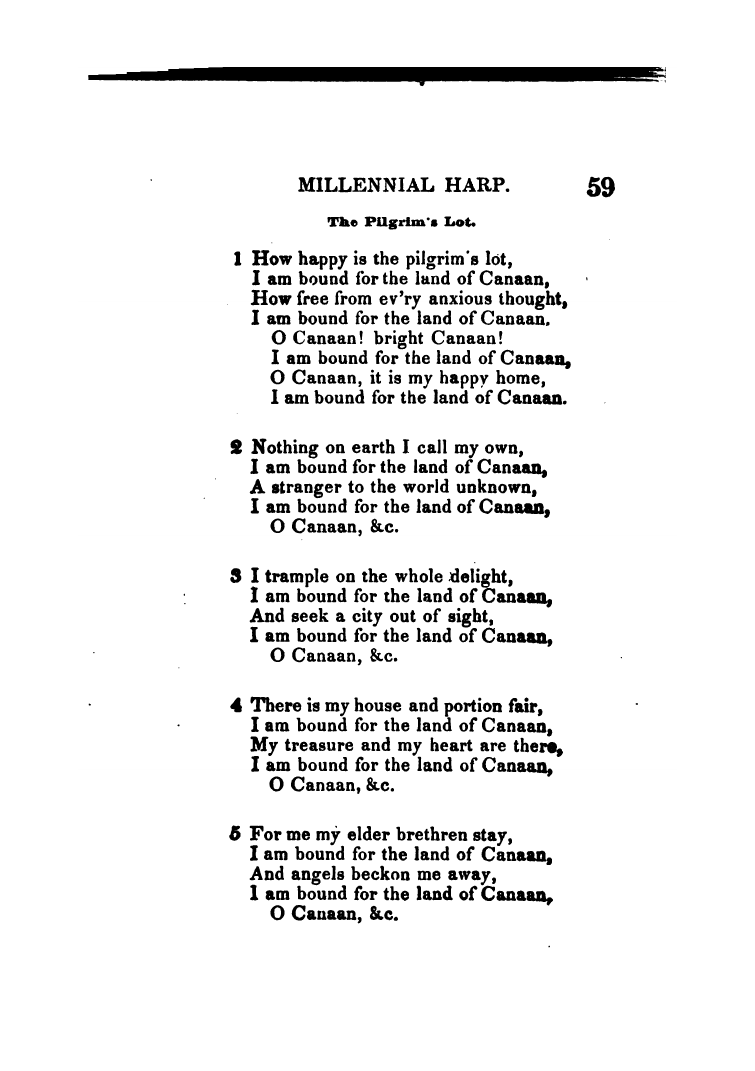 MILLENNIAL HARP. 59
The Pilgrim's Lot.
1 How happy is the pilgrim's lot,
I am bound for the land of Canaan,
How free from ev'ry anxious thought,
I am bound for the land of Canaan.
O Canaan! bright Canaan!
I am bound for the land of Canaan,
O Canaan, it is my happy home,
I am bound for the land of Canaan.
2 Nothing on earth I call my own,
I am bound for the land of Canaan,
A stranger to the world unknown,
I am bound for the land of Canaan,
O Canaan, &c.
3 I trample on the whole delight,
I am bound for the land of Canaan,
And seek a city out of sight,
I am bound for the land of Canaan,
O Canaan, &c.
4 There is my house and portion fair,
I am bound for the land of Canaan,
My treasure and my heart are there,
I am bound for the land of Canaan,
O Canaan, &c.
5 For me my elder brethren stay,
I am bound for the land of Canaan,
And angels beckon me away,
I am bound for the land of Canaan,
O Canaan, &c.